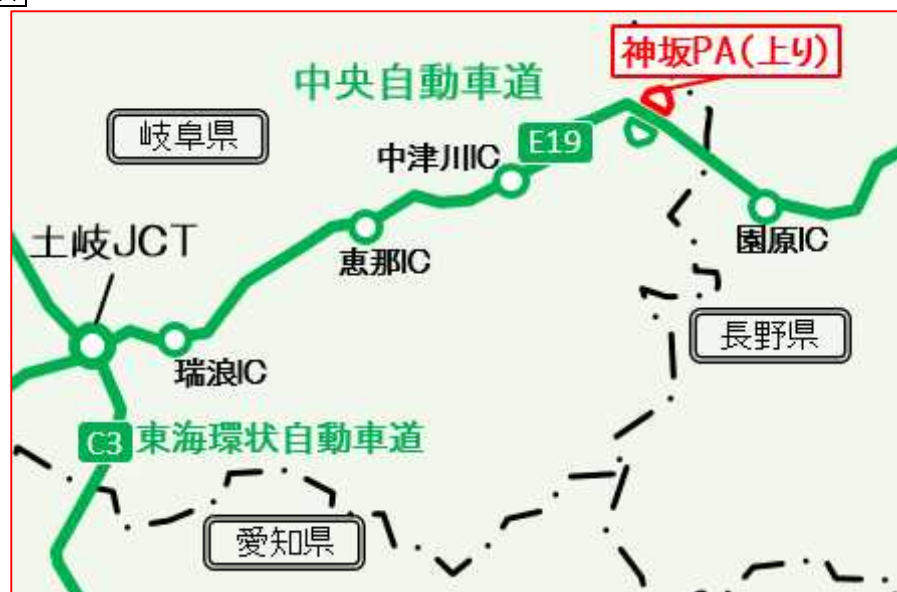 神坂PA(上り)
中央自動車道
岐阜県
E19
中津川IC
土岐JCT
恵那IC
園原IC
長野県
瑞浪IC
C3 東海環状自動車道
愛知県